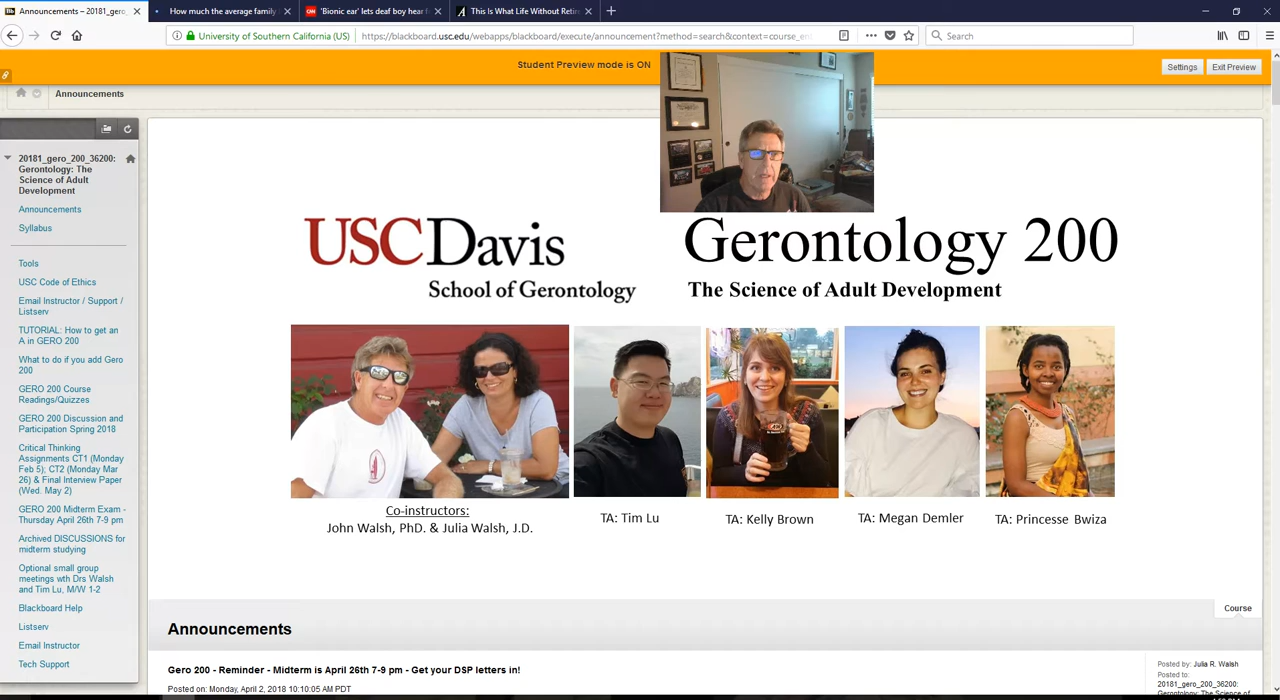 Announcements – 20181_gero_
How much the average family
'Bionic ear' lets deaf boy hear f
This Is What Life Without Retir
University of Southern California (US)
https://blackboard.usc.edu/webapps/blackboard/execute/announcement?method=search&context=course_en
Search
Student Preview mode is ON
Settings
Exit Preview
Announcements
20181_gero_200_36200:
Gerontology: The
Science of Adult
Development
Announcements
Syllabus
Tools
USC Code of Ethics
Email Instructor / Support /
Listserv
TUTORIAL: How to get an
A in GERO 200
What to do if you add Gero
200
GERO 200 Course
Readings/Quizzes
GERO 200 Discussion and
Participation Spring 2018
Critical Thinking
Assignments CT1 (Monday
Feb 5); CT2 (Monday Mar
26) & Final Interview Paper
(Wed. May 2)
GERO 200 Midterm Exam -
Thursday April 26th 7-9 pm
Archived DISCUSSIONS for
midterm studying
Optional small group
meetings wth Drs Walsh
and Tim Lu, M/W 1-2
Blackboard Help
Listserv
Email Instructor
Tech Support
USC Davis
School of Gerontology
Gerontology 200
The Science of Adult Development
Co-instructors:
John Walsh, PhD. & Julia Walsh, J.D.
TA: Tim Lu
TA: Kelly Brown
TA: Megan Demler
TA: Princesse Bwiza
Course
Announcements
Gero 200 - Reminder - Midterm is April 26th 7-9 pm - Get your DSP letters in!
Posted on: Monday, April 2, 2018 10:10:05 AM PDT
Posted by: Julia R. Walsh
Posted to:
20181_gero_200_36200:
Gerontology: The Science of